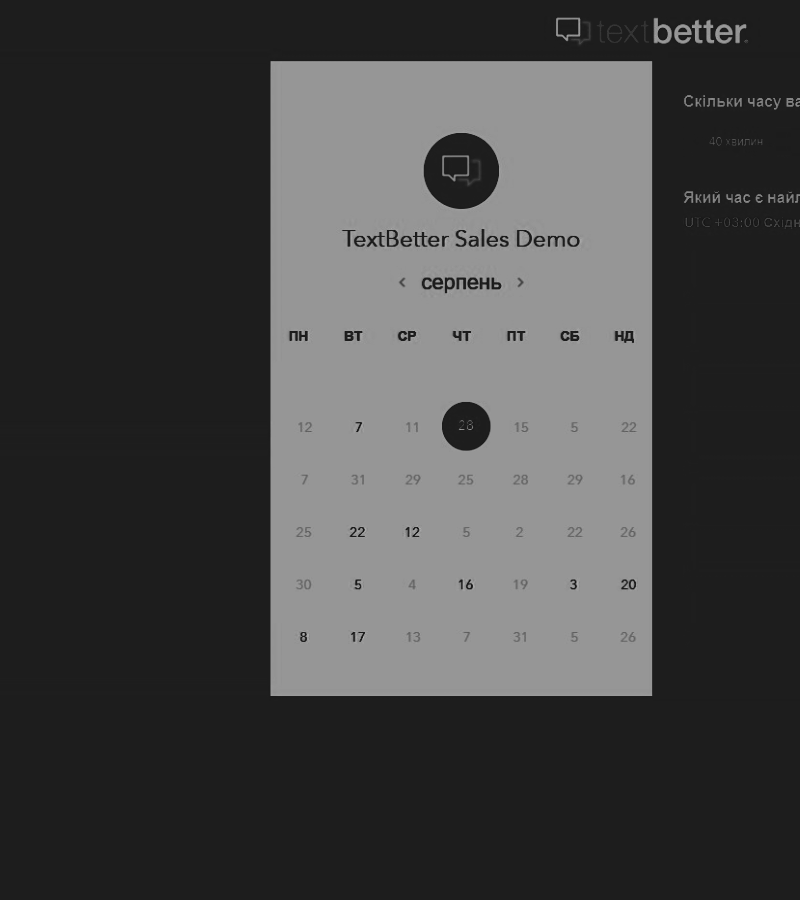 textbetter.
Скільки часу ва
40 хвилин
Який час є найл
UTC +03:00 Східн
TextBetter Sales Demo
< серпень >
ПН ВТ СР ЧТ ПТ СБ НД
12 7 11 28 15 5 22
7 31 29 25 28 29 16
25 22 12 5 2 22 26
30 5 4 16 19 3 20
8 17 13 7 31 5 26